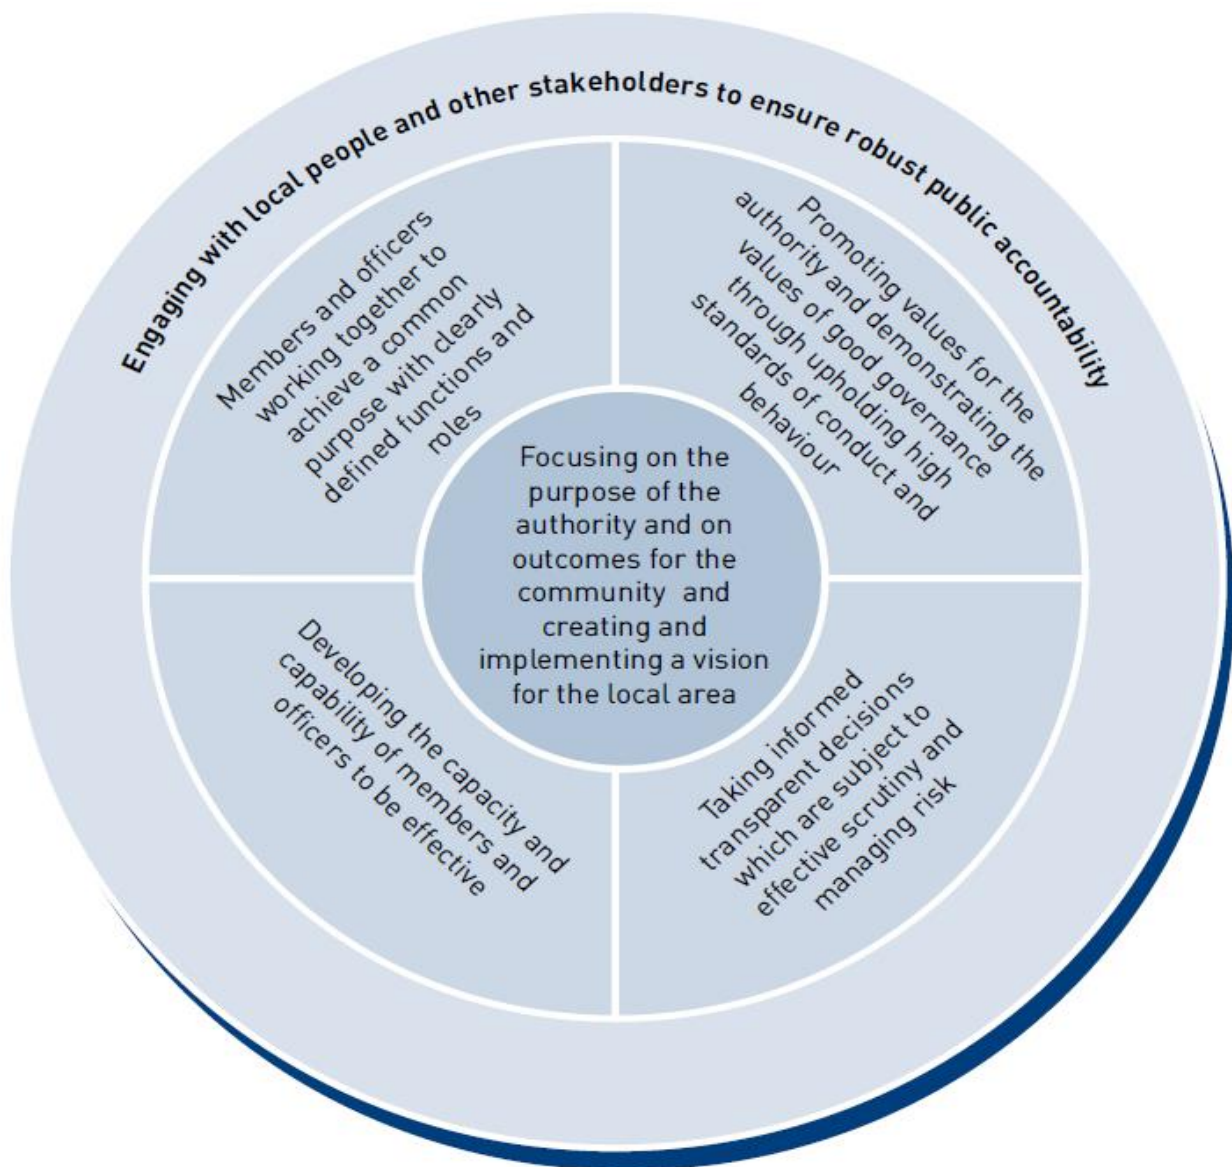 Engaging with local people and other stakeholders to ensure robust public accountability
Members and officers
working together to
achieve a common
purpose with clearly
defined functions and
roles
Promoting values for the
authority and demonstrating the
values of good governance
through upholding high
standards of conduct and
behaviour
Focusing on the
purpose of the
authority and on
outcomes for the
community and
creating and
implementing a vision
for the local area
Developing the capacity and
capability of members and
officers to be effective
Taking informed
transparent decisions
which are subject to
effective scrutiny and
managing risk